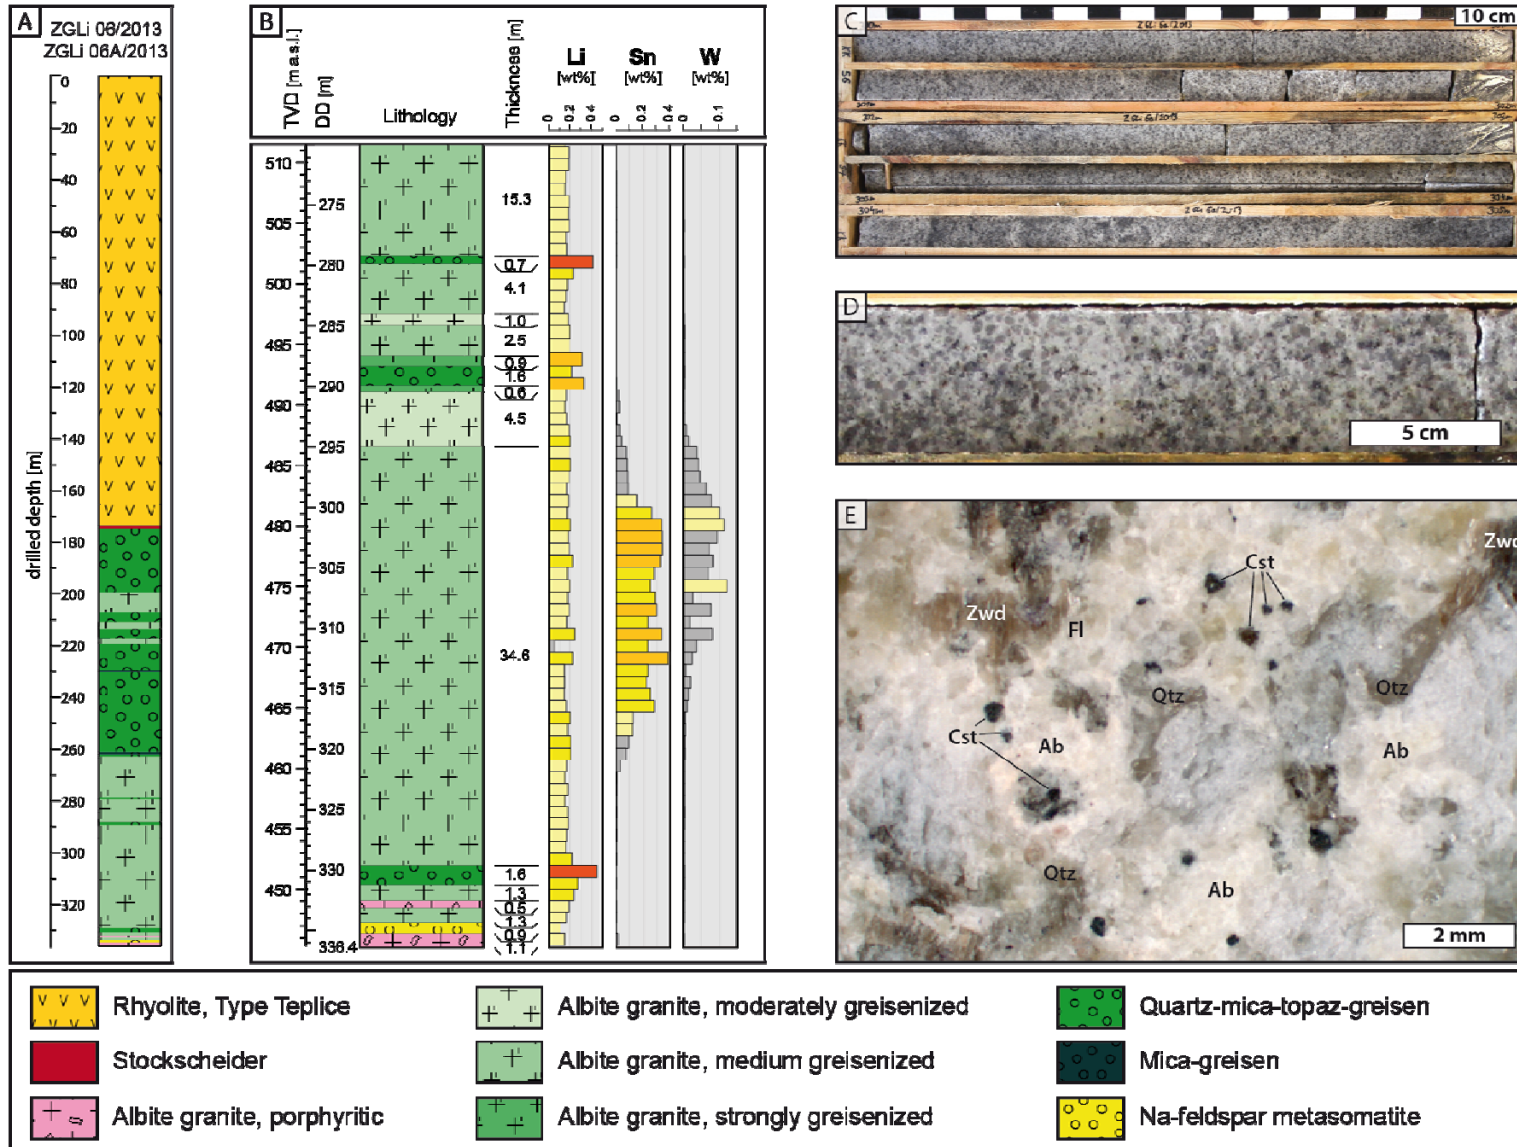 A
ZGLi 06/2013
ZGLi 06A/2013
drilled depth [m]
0
20
40
60
80
100
120
140
160
180
200
220
240
260
280
300
320
B
TVD [m a.s.l.]
DD [m]
Lithology
Thickness [m]
Li
[wt%]
0
0.2
0.4
Sn
[wt%]
0
0.2
0.4
W
[wt%]
0
0.1
510
505
500
495
490
485
480
475
470
465
460
455
450
275
280
285
290
295
300
305
310
315
320
325
330
336.4
15.3
0.7
4.1
1.0
2.5
0.9
1.6
0.6
4.5
34.6
1.6
1.3
0.5
1.3
0.9
1.1
C
10 cm
D
5 cm
E
Zwd
Cst
Zwd
Fl
Qtz
Qtz
Cst
Ab
Ab
Qtz
Ab
2 mm
Rhyolite, Type Teplice
Stockscheider
Albite granite, porphyritic
Albite granite, moderately greisenized
Albite granite, medium greisenized
Albite granite, strongly greisenized
Quartz-mica-topaz-greisen
Mica-greisen
Na-feldspar metasomatite